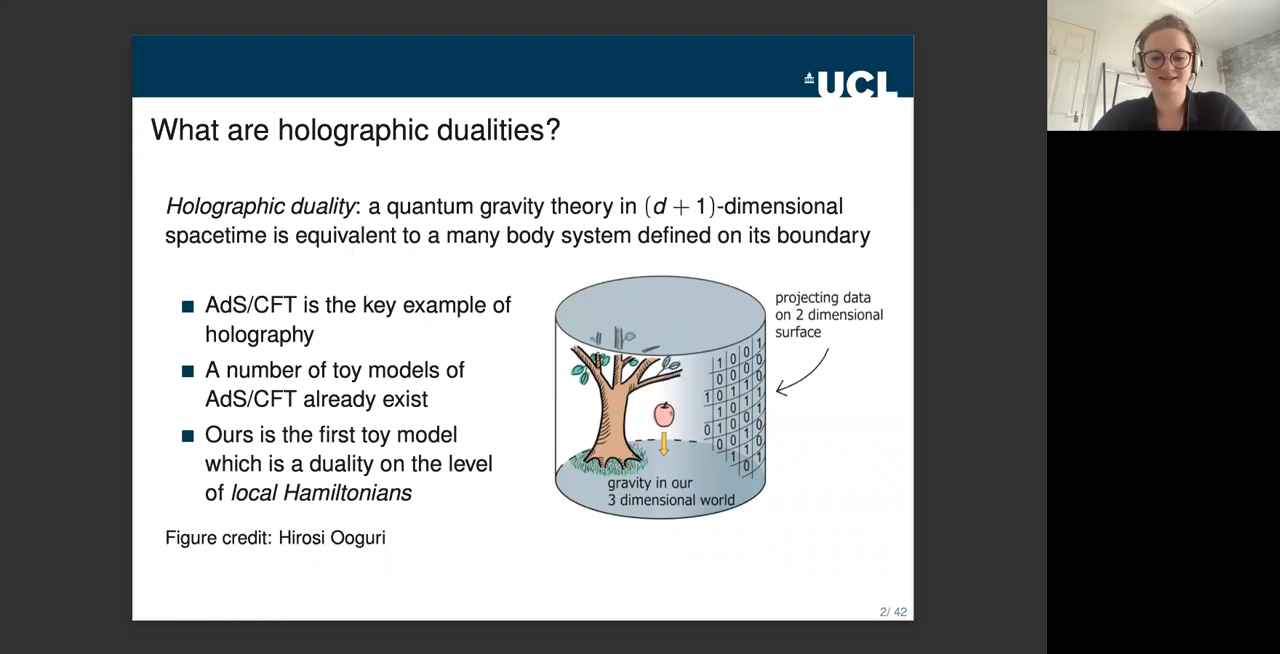 UCL
What are holographic dualities?
Holographic duality: a quantum gravity theory in (d + 1)-dimensional
spacetime is equivalent to a many body system defined on its boundary
■ AdS/CFT is the key example of
holography
■ A number of toy models of
AdS/CFT already exist
■ Ours is the first toy model
which is a duality on the level
of local Hamiltonians
Figure credit: Hirosi Ooguri
projecting data
on 2 dimensional
surface
gravity in our
3 dimensional world
2/ 42